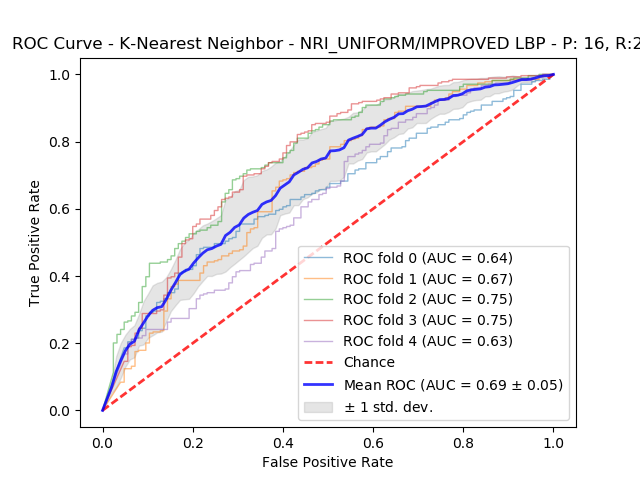 ROC Curve - K-Nearest Neighbor - NRI_UNIFORM/IMPROVED LBP - P: 16, R:2
1.0
0.8
0.6
0.4
0.2
0.0
True Positive Rate
ROC fold 0 (AUC = 0.64)
ROC fold 1 (AUC = 0.67)
ROC fold 2 (AUC = 0.75)
ROC fold 3 (AUC = 0.75)
ROC fold 4 (AUC = 0.63)
Chance
Mean ROC (AUC = 0.69 ± 0.05)
± 1 std. dev.
0.0 0.2 0.4 0.6 0.8 1.0
False Positive Rate